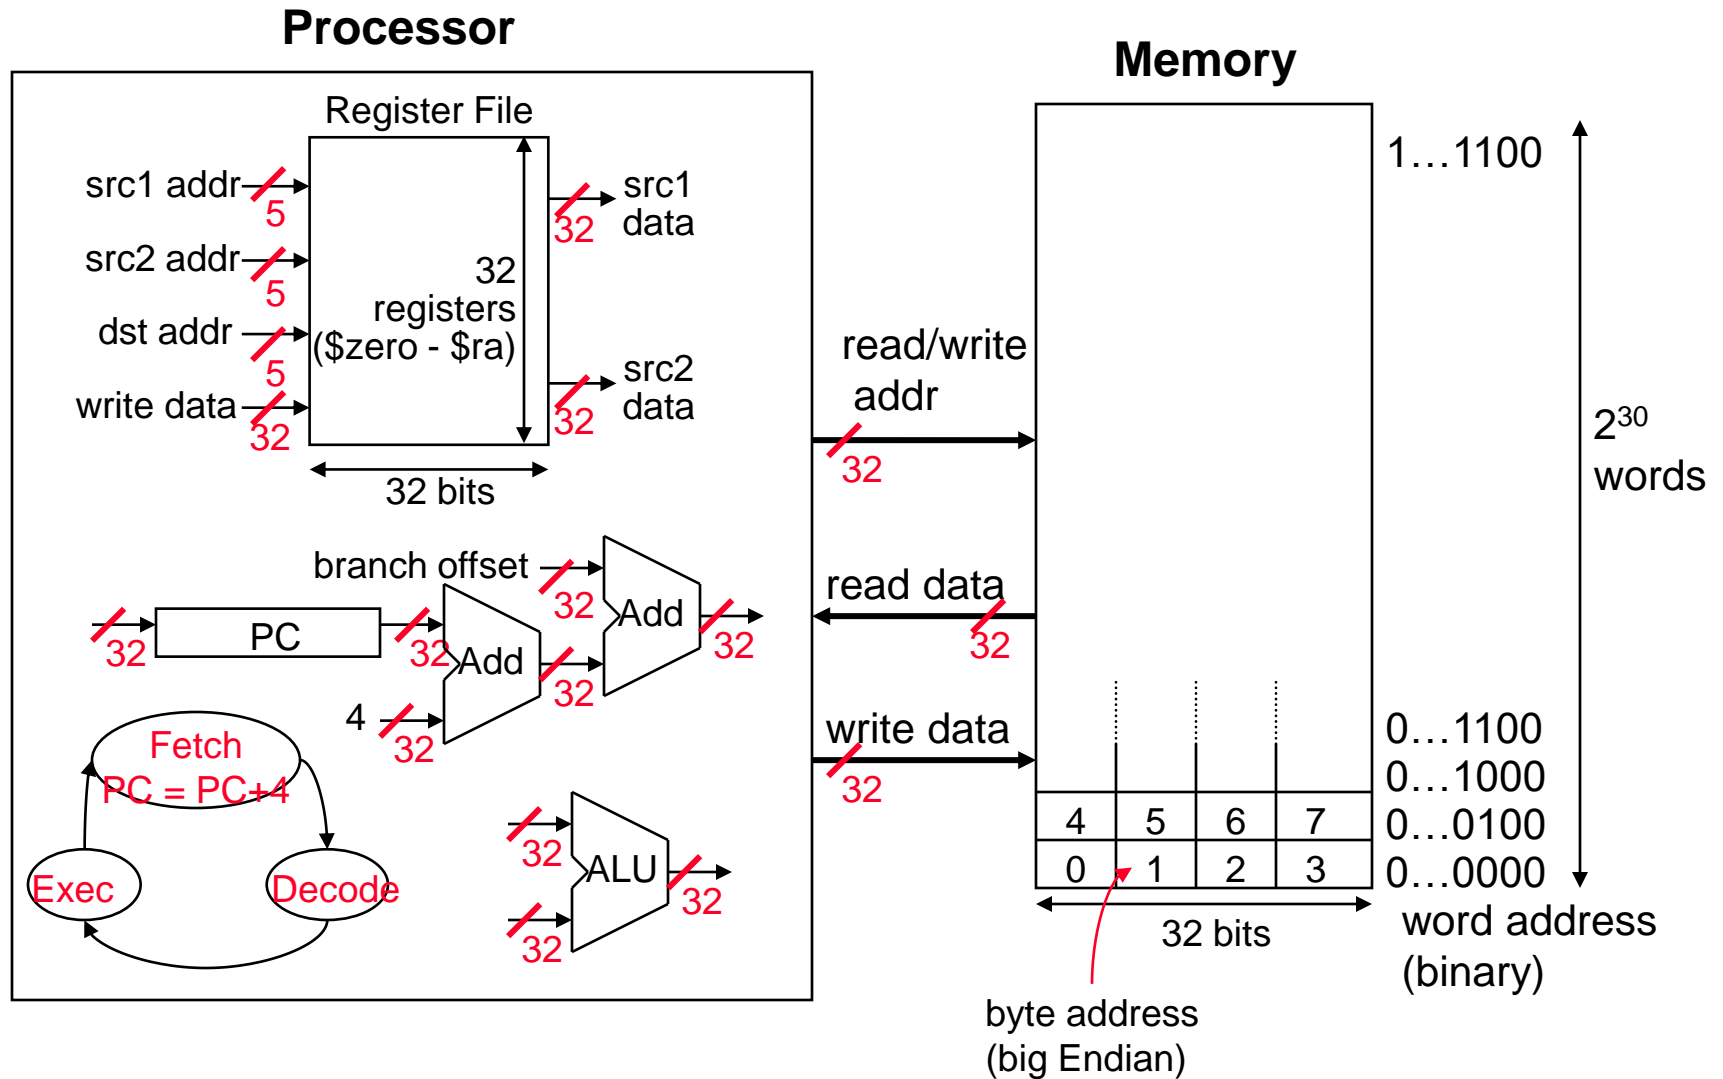 Processor
Memory
Register File
src1 addr
5
src2 addr
5
dst addr
5
write data
32
32
registers
($zero - $ra)
32 bits
src1
data
32
src2
data
32
branch offset
32
Add
32
32
PC
32
Add
32
4
32
Fetch
PC = PC+4
Exec
Decode
32
32
ALU
32
read/write
addr
32
read data
32
write data
32
1…1100
2³⁰
words
0…1100
0…1000
4 5 6 7 0…0100
0 1 2 3 0…0000
32 bits
word address
(binary)
byte address
(big Endian)